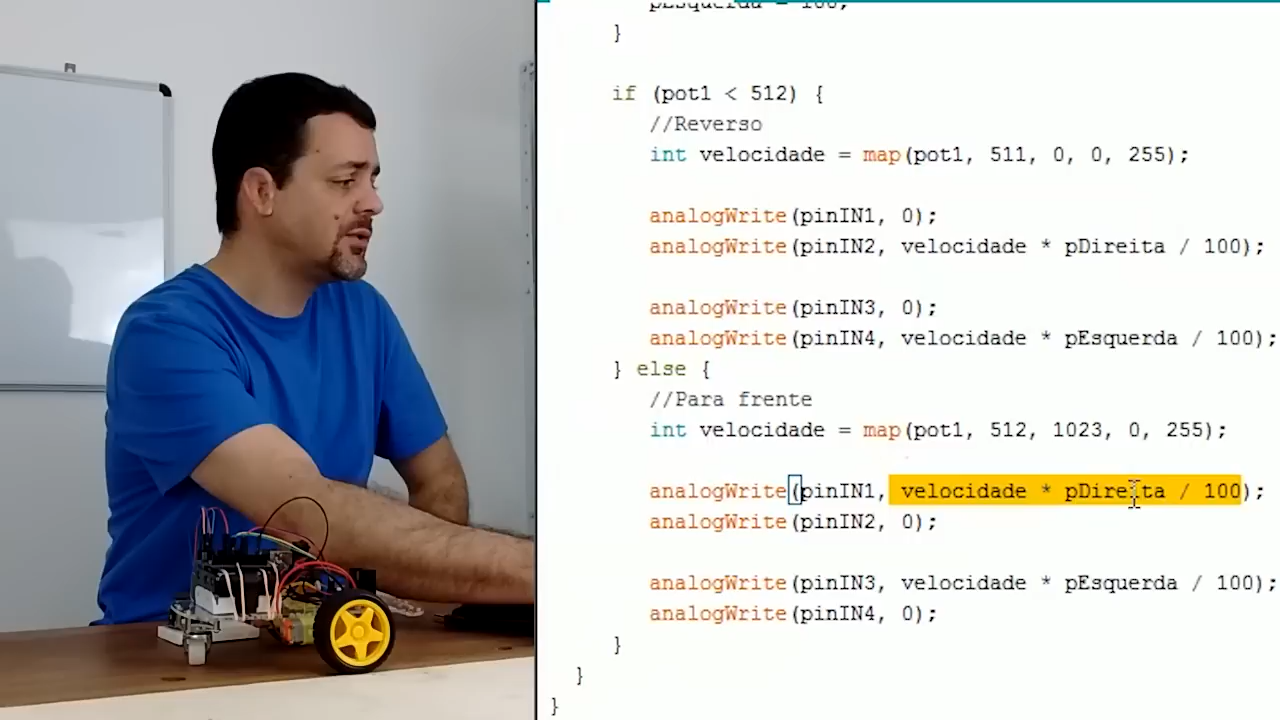 pEsquerda = 100;
}
if (pot1 < 512) {
//Reverso
int velocidade = map(pot1, 511, 0, 0, 255);
analogWrite(pinIN1, 0);
analogWrite(pinIN2, velocidade * pDireita / 100);
analogWrite(pinIN3, 0);
analogWrite(pinIN4, velocidade * pEsquerda / 100);
} else {
//Para frente
int velocidade = map(pot1, 512, 1023, 0, 255);
analogWrite(pinIN1, velocidade * pDireita / 100);
analogWrite(pinIN2, 0);
analogWrite(pinIN3, velocidade * pEsquerda / 100);
analogWrite(pinIN4, 0);
}
}
}